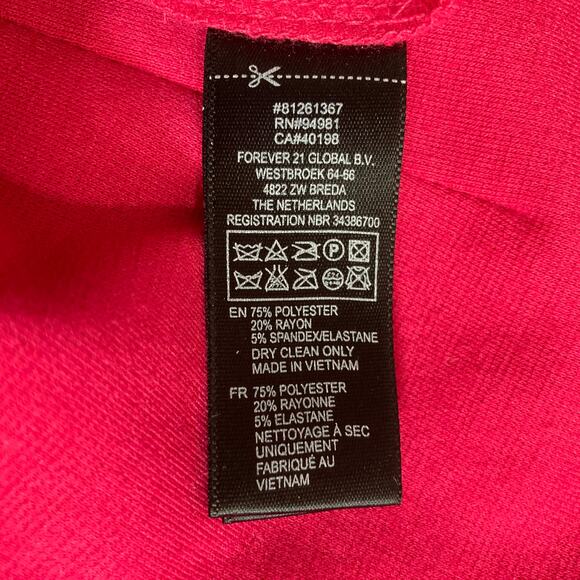 #81261367
RN#94981
CA#40198
FOREVER 21 GLOBAL B.V.
WESTBROEK 64-66
4822 ZW BREDA
THE NETHERLANDS
REGISTRATION NBR 34386700
P
EN 75% POLYESTER
20% RAYON
5% SPANDEX/ELASTANE
DRY CLEAN ONLY
MADE IN VIETNAM
FR 75% POLYESTER
20% RAYONNE
5% ELASTANE
NETTOYAGE À SEC
UNIQUEMENT
FABRIQUÉ AU
VIETNAM